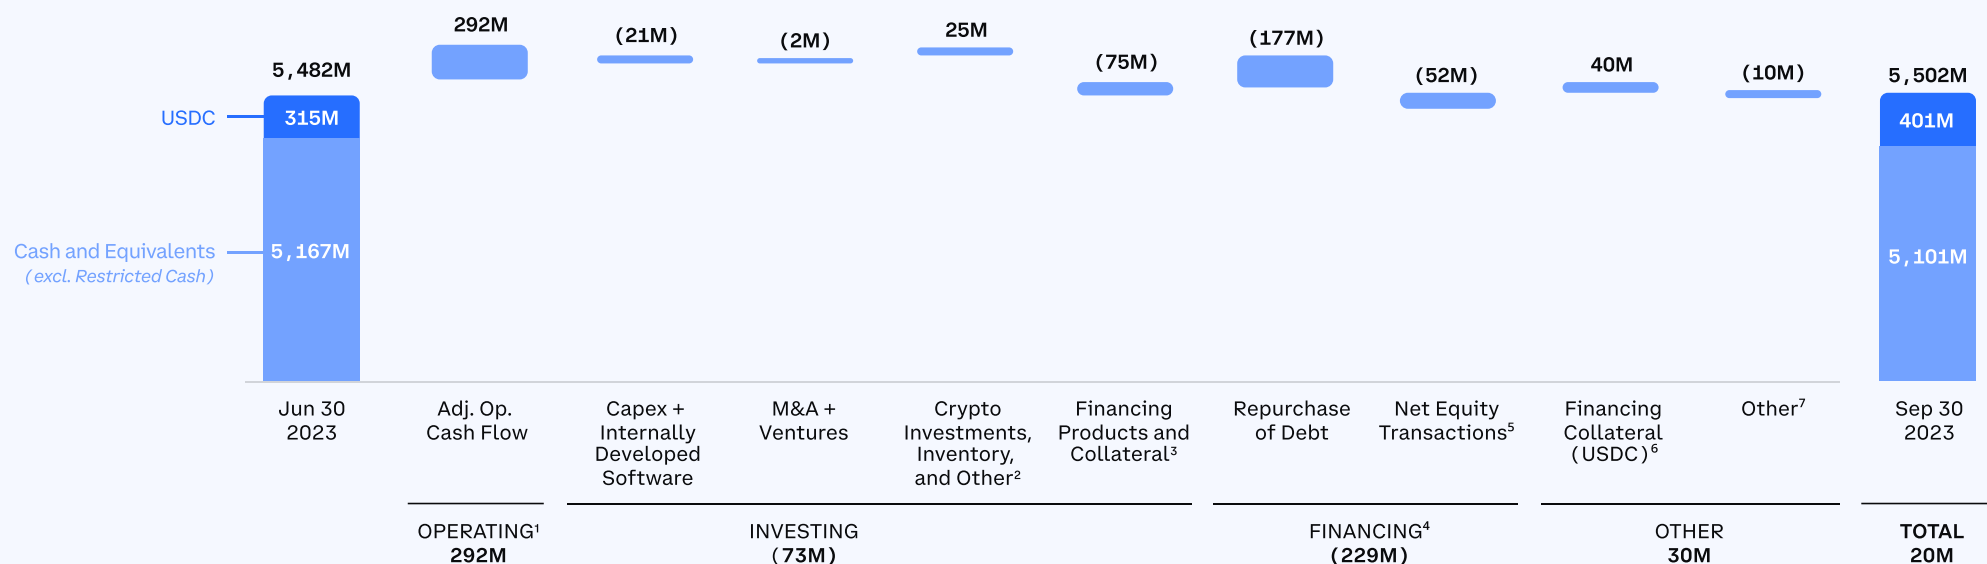 5,482M
292M
(21M)
(2M)
25M
(75M)
(177M)
(52M)
40M
(10M)
5,502M
USDC
315M
401M
Cash and Equivalents
(excl. Restricted Cash)
5,167M
5,101M
Jun 30
2023
Adj. Op.
Cash Flow
Capex +
Internally
Developed
Software
M&A +
Ventures
Crypto
Investments,
Inventory,
and Other²
Financing
Products and
Collateral³
Repurchase
of Debt
Net Equity
Transactions⁵
Financing
Collateral
(USDC)⁶
Other⁷
Sep 30
2023
OPERATING¹
292M
INVESTING
(73M)
FINANCING⁴
(229M)
OTHER
30M
TOTAL
20M